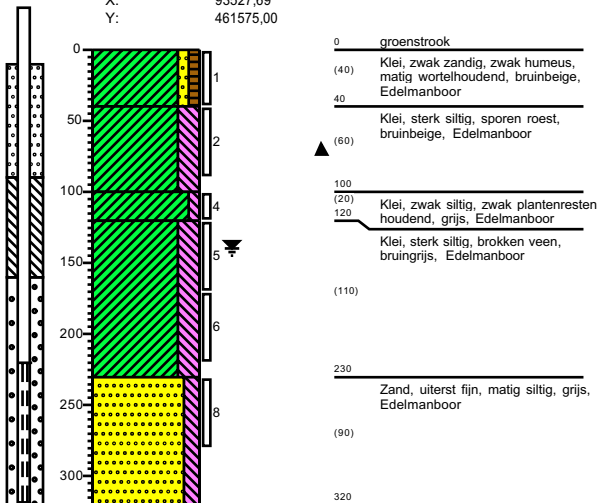 X: 93527,69
Y: 461575,00
0
50
100
150
200
250
300
1
2
4
5
6
8
0 groenstrook
(40) Klei, zwak zandig, zwak humeus,
matig wortelhoudend, bruinbeige,
Edelmanboor
40
Klei, sterk siltig, sporen roest,
(60) bruinbeige, Edelmanboor
100
(20) Klei, zwak siltig, zwak plantenresten
120 houdend, grijs, Edelmanboor
Klei, sterk siltig, brokken veen,
bruingrijs, Edelmanboor
(110)
230
Zand, uiterst fijn, matig siltig, grijs,
Edelmanboor
(90)
320